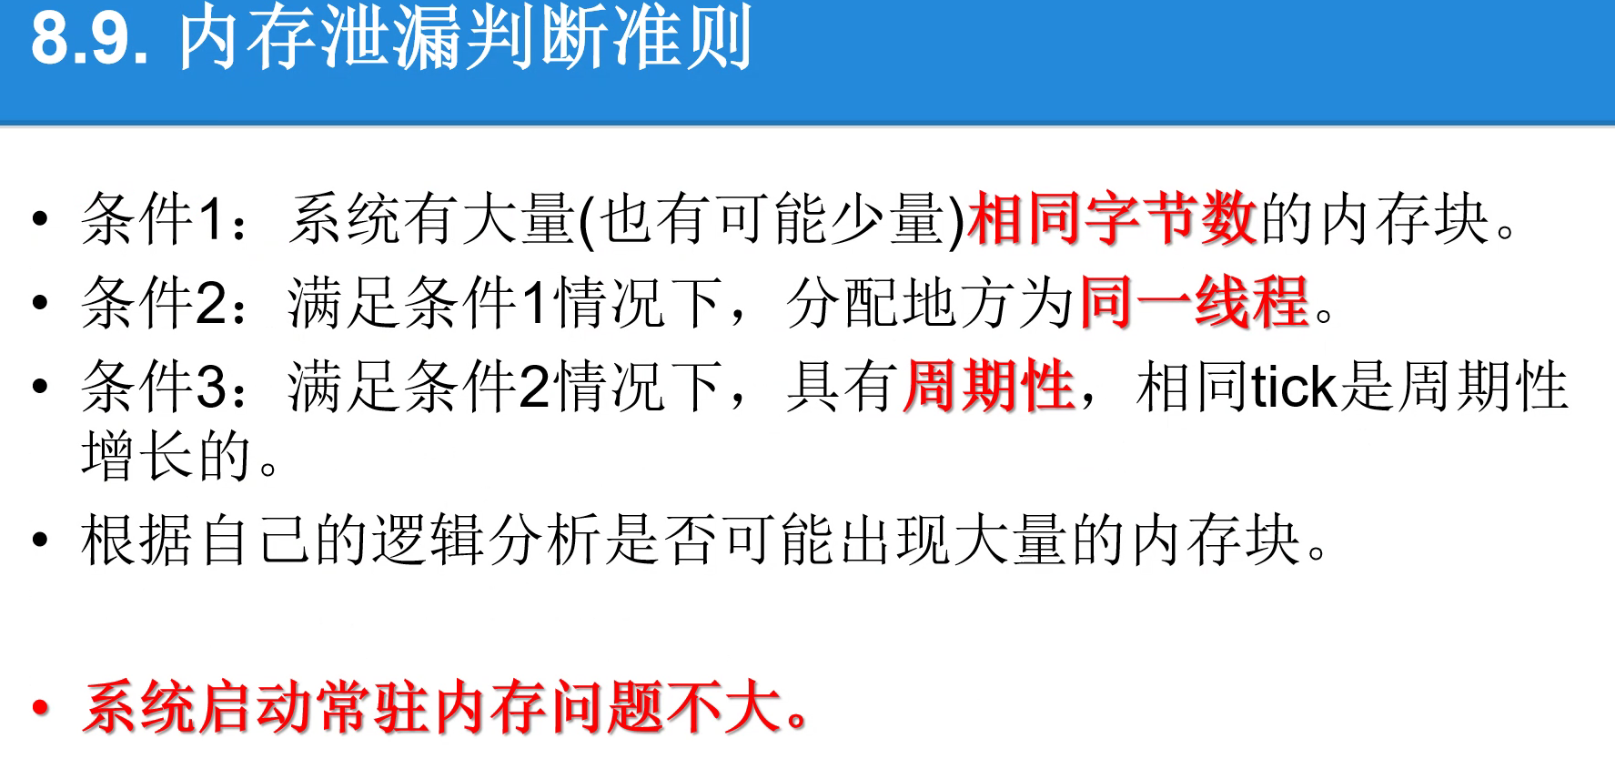 8.9. 内存泄漏判断准则
• 条件1：系统有大量(也有可能少量)相同字节数的内存块。
• 条件2：满足条件1情况下，分配地方为同一线程。
• 条件3：满足条件2情况下，具有周期性，相同tick是周期性
增长的。
• 根据自己的逻辑分析是否可能出现大量的内存块。
• 系统启动常驻内存问题不大。